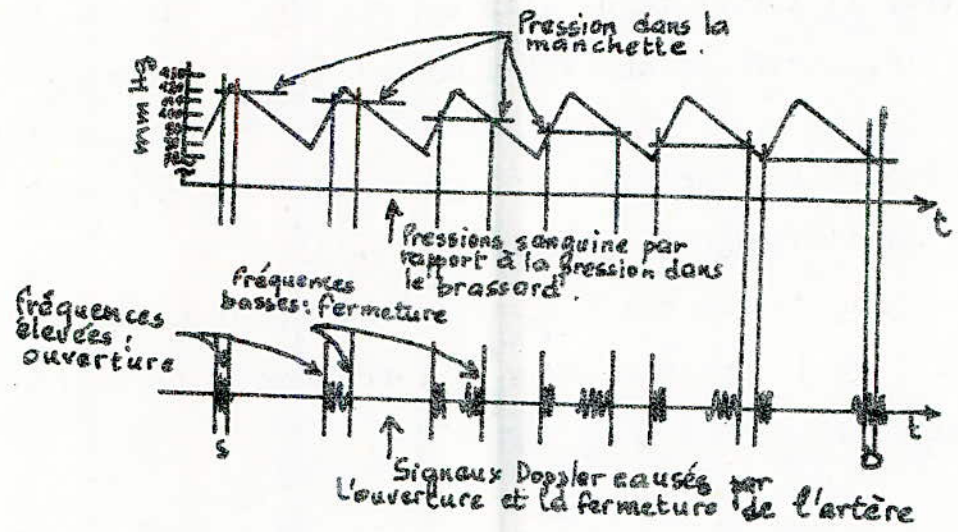 Pression dans la
manchette.
mm Hg
t
Pressions sanguine par
rapport à la pression dans
le brassard.
fréquences
basses: fermeture
fréquences
élevées:
ouverture
t
s
Signaux Doppler causés par
l'ouverture et la fermeture de l'artère